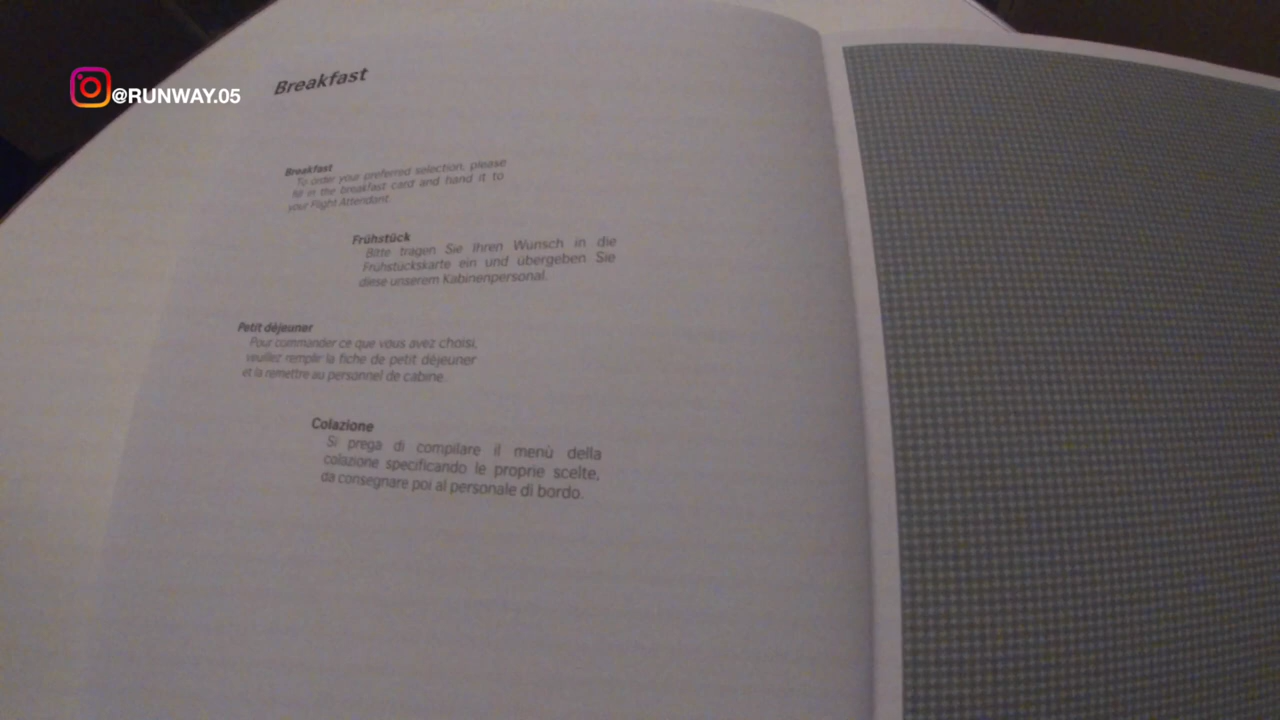 @RUNWAY.05
Breakfast
Breakfast
To order your preferred selection, please
fill in the breakfast card and hand it to
your Flight Attendant.
Frühstück
Bitte tragen Sie Ihren Wunsch in die
Frühstückskarte ein und übergeben Sie
diese unserem Kabinenpersonal.
Petit déjeuner
Pour commander ce que vous avez choisi,
veuillez remplir la fiche de petit déjeuner
et la remettre au personnel de cabine.
Colazione
Si prega di compilare il menù della
colazione specificando le proprie scelte,
da consegnare poi al personale di bordo.